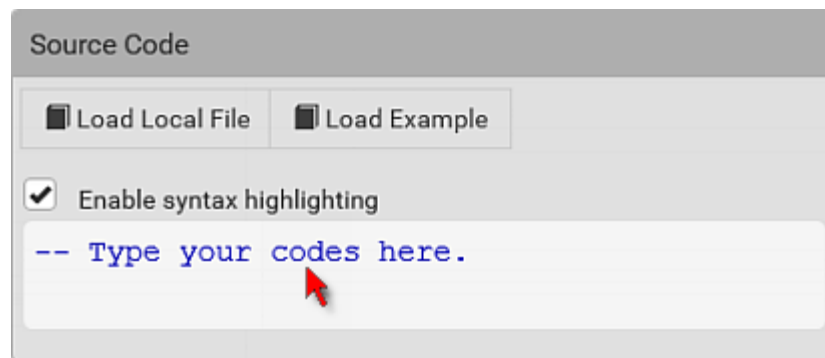 Source Code
Load Local File Load Example
Enable syntax highlighting
-- Type your codes here.